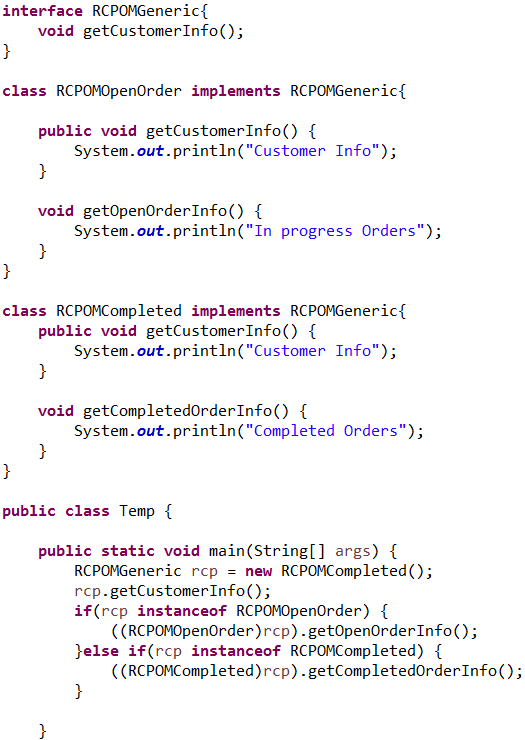 interface RCPOMGeneric{
    void getCustomerInfo();
}

class RCPOMOpenOrder implements RCPOMGeneric{

    public void getCustomerInfo() {
        System.out.println("Customer Info");
    }

    void getOpenOrderInfo() {
        System.out.println("In progress Orders");
    }
}

class RCPOMCompleted implements RCPOMGeneric{
    public void getCustomerInfo() {
        System.out.println("Customer Info");
    }

    void getCompletedOrderInfo() {
        System.out.println("Completed Orders");
    }
}

public class Temp {

    public static void main(String[] args) {
        RCPOMGeneric rcp = new RCPOMCompleted();
        rcp.getCustomerInfo();
        if(rcp instanceof RCPOMOpenOrder) {
            ((RCPOMOpenOrder)rcp).getOpenOrderInfo();
        }else if(rcp instanceof RCPOMCompleted) {
            ((RCPOMCompleted)rcp).getCompletedOrderInfo();
        }

    }